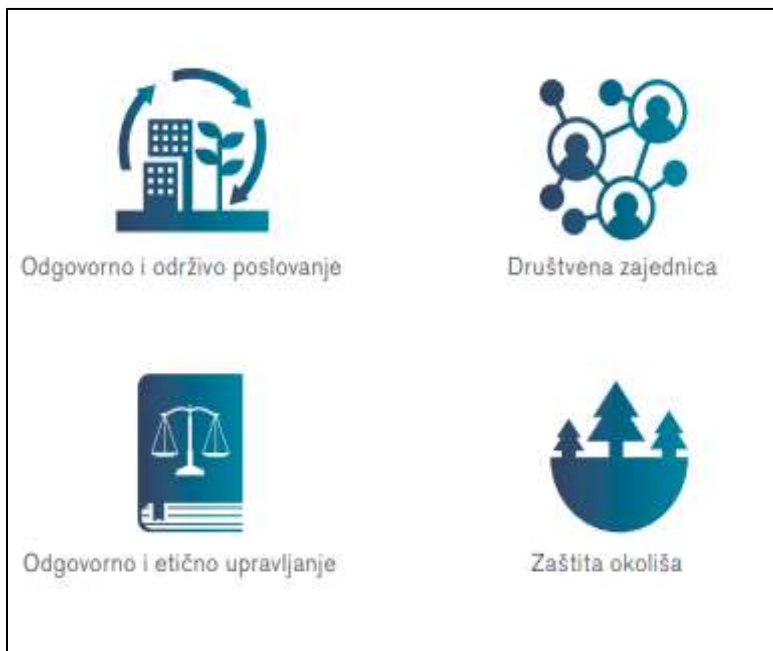 Odgovorno i održivo poslovanje
Društvena zajednica
Odgovorno i etično upravljanje
Zaštita okoliša